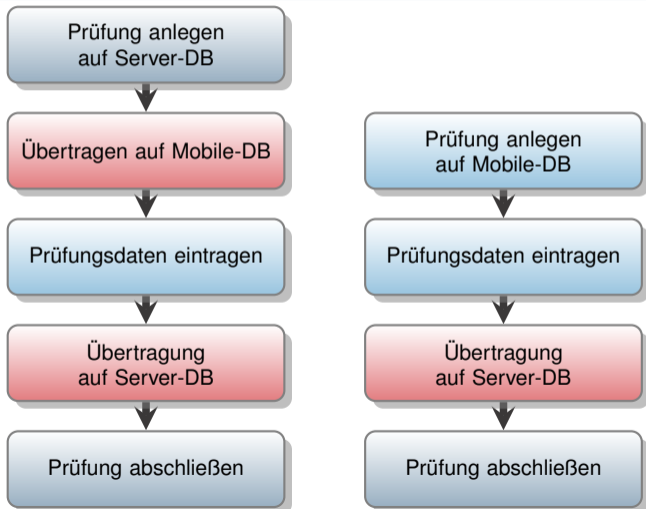 Prüfung anlegen
auf Server-DB
Übertragen auf Mobile-DB
Prüfungsdaten eintragen
Übertragung
auf Server-DB
Prüfung abschließen
Prüfung anlegen
auf Mobile-DB
Prüfungsdaten eintragen
Übertragung
auf Server-DB
Prüfung abschließen